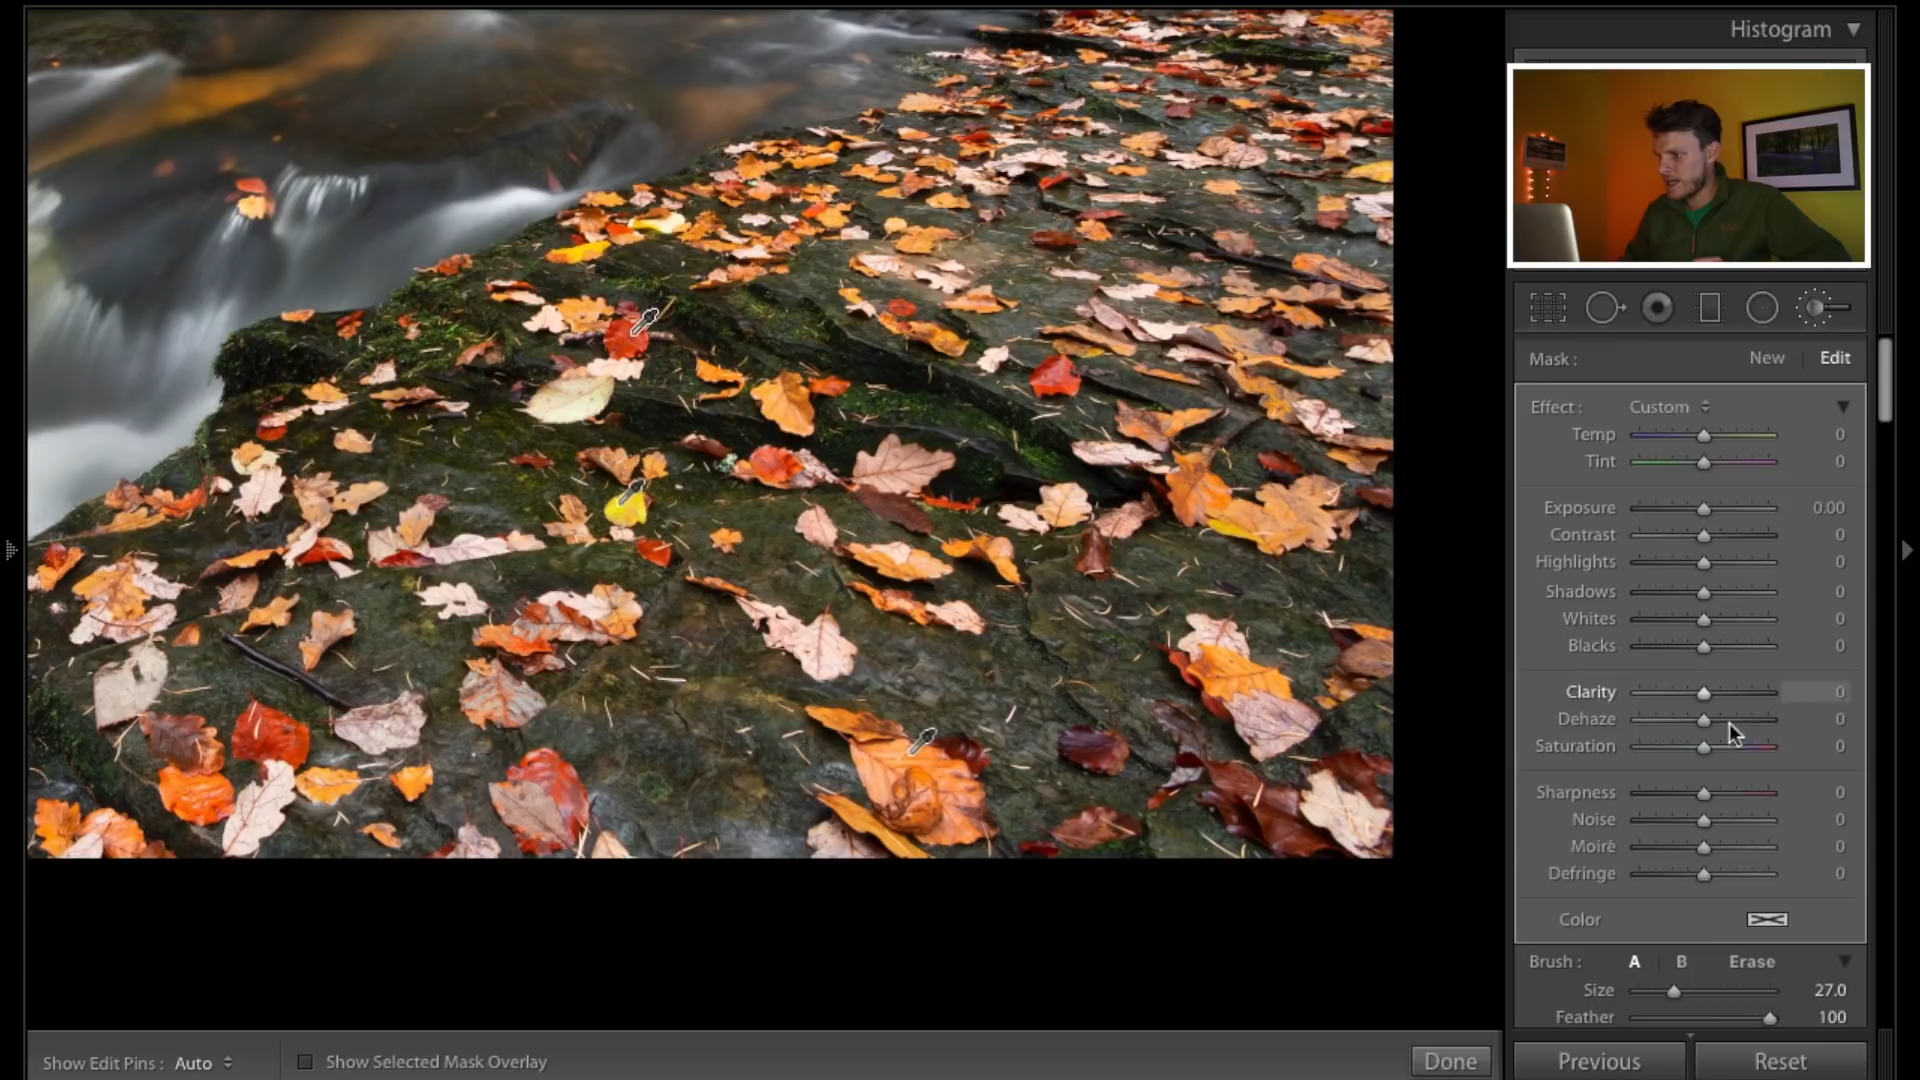 Histogram
Mask : New Edit
Effect : Custom
Temp 0
Tint 0
Exposure 0.00
Contrast 0
Highlights 0
Shadows 0
Whites 0
Blacks 0
Clarity 0
Dehaze 0
Saturation 0
Sharpness 0
Noise 0
Moiré 0
Defringe 0
Color
Brush : A B Erase
Size 27.0
Feather 100
Show Edit Pins : Auto Show Selected Mask Overlay Done Previous Reset